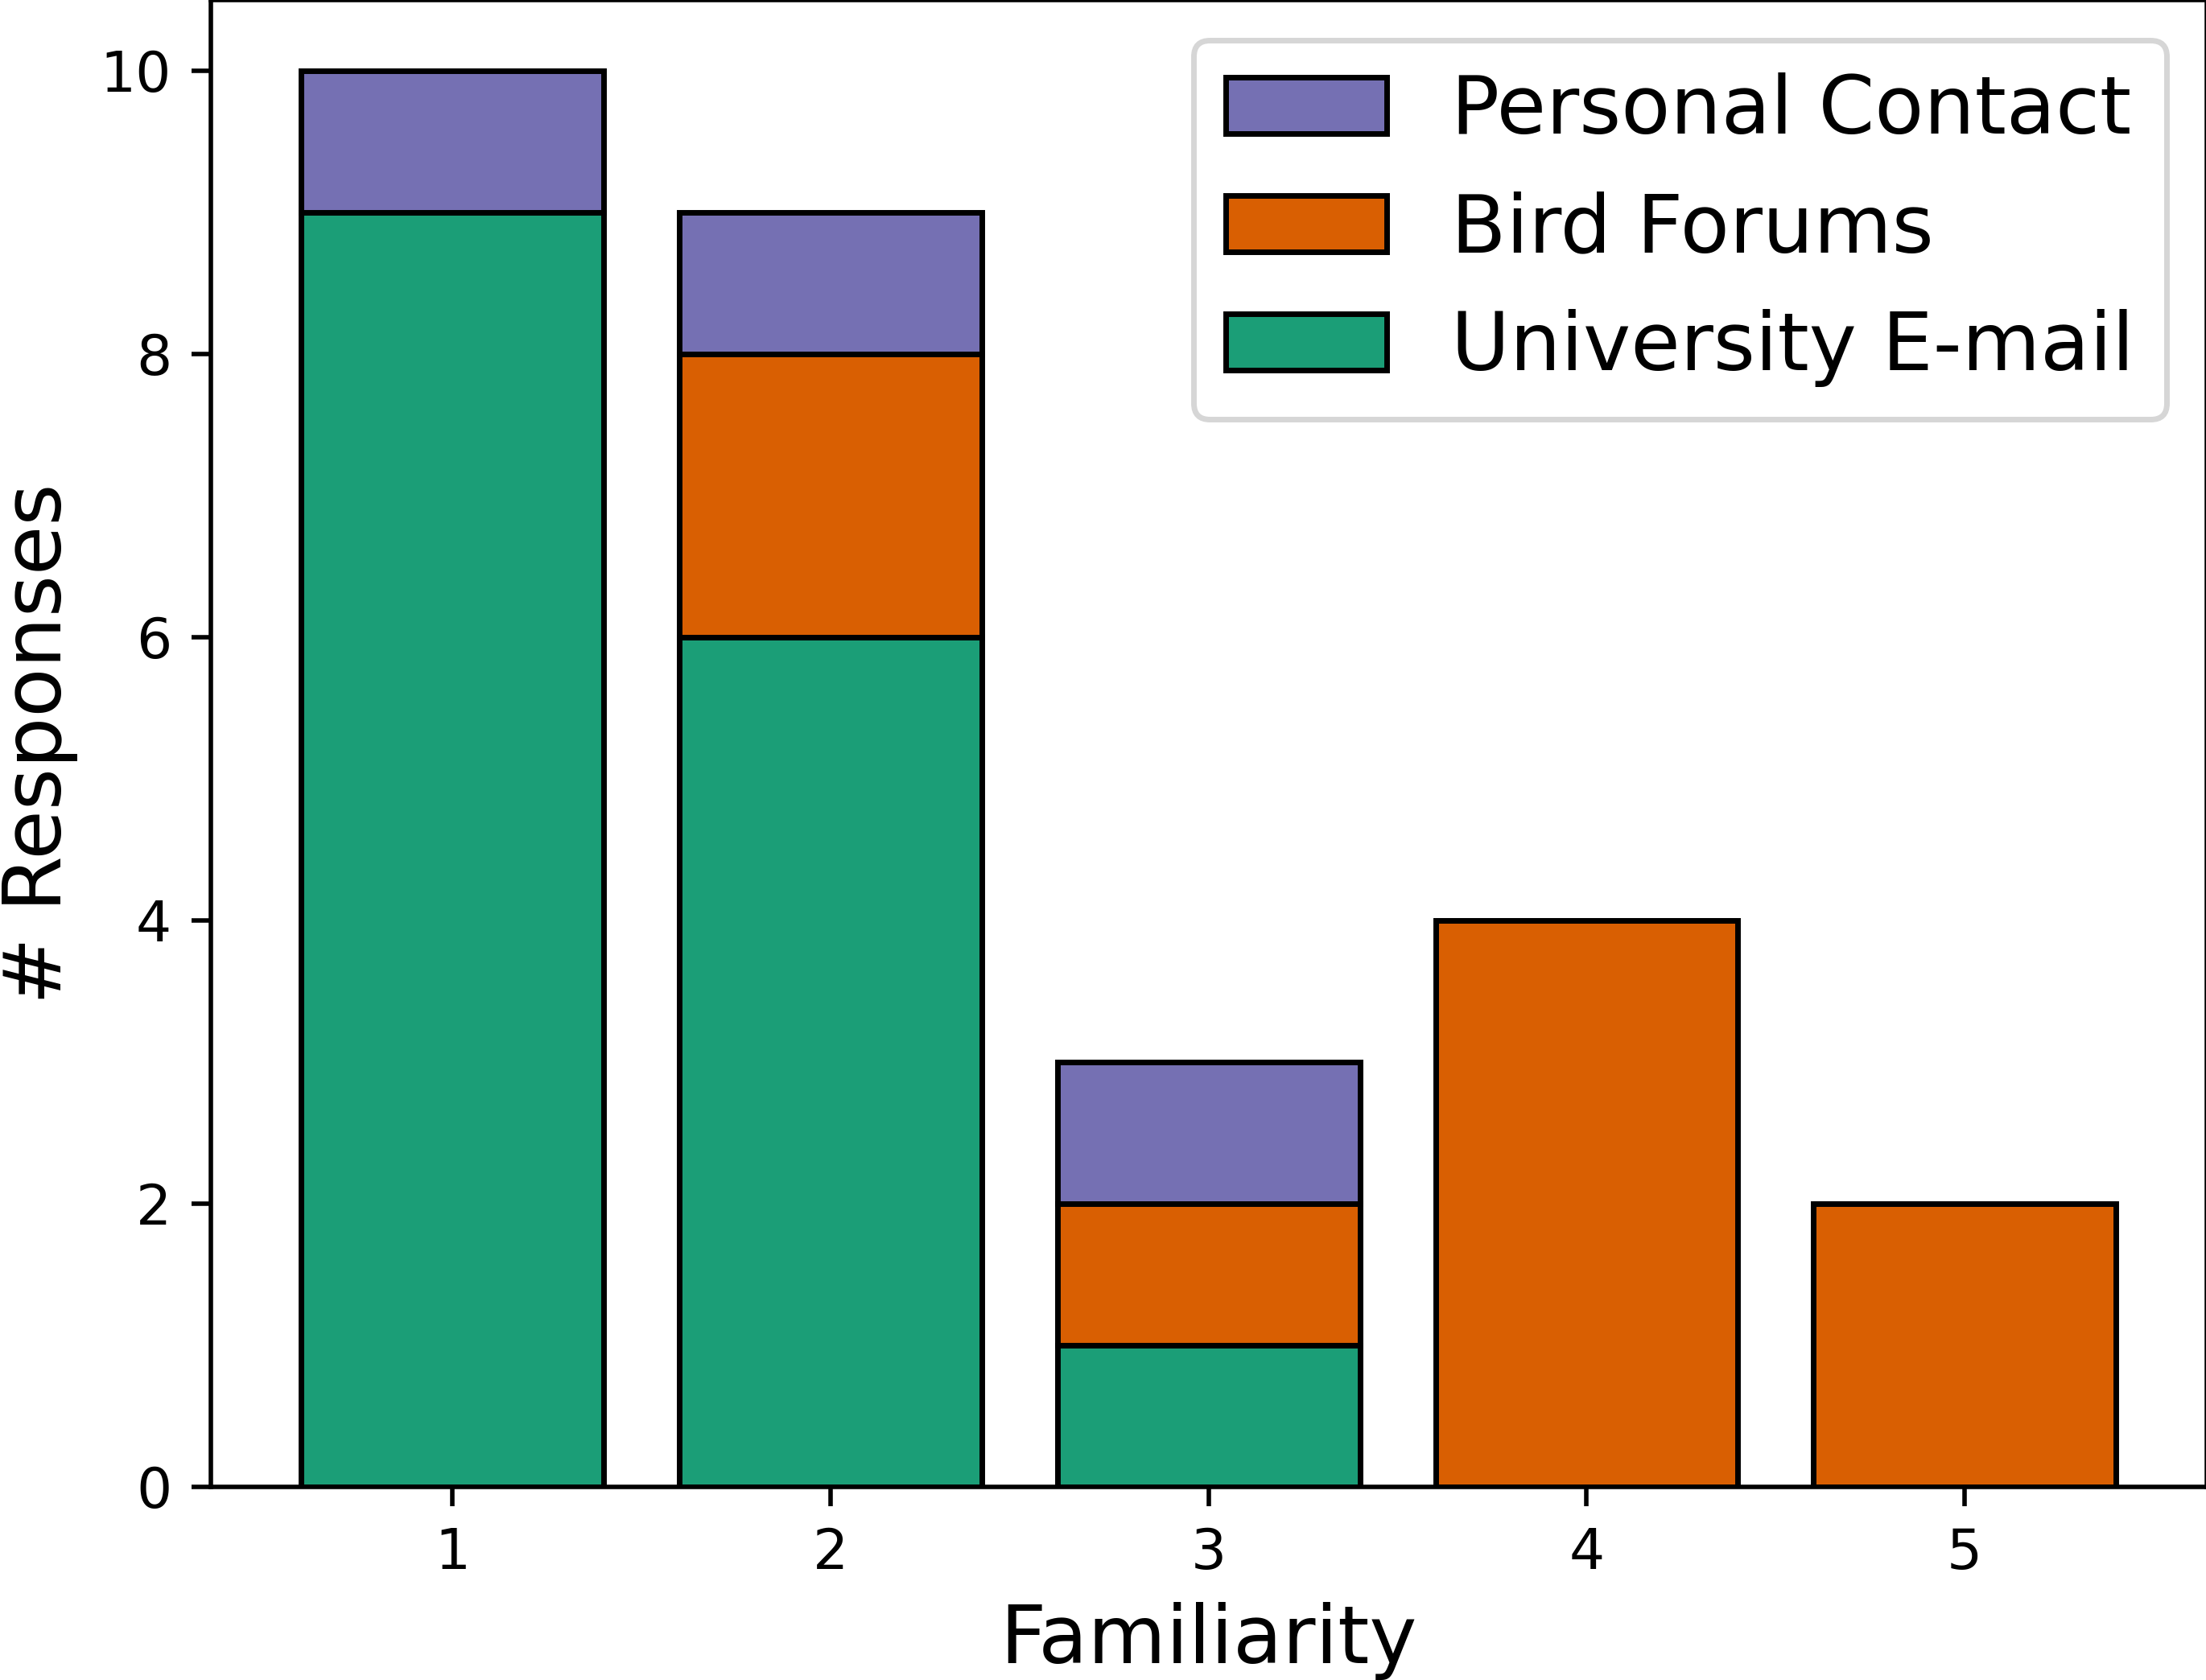 # Responses
10
8
6
4
2
0
Personal Contact
Bird Forums
University E-mail
1 2 3 4 5
Familiarity